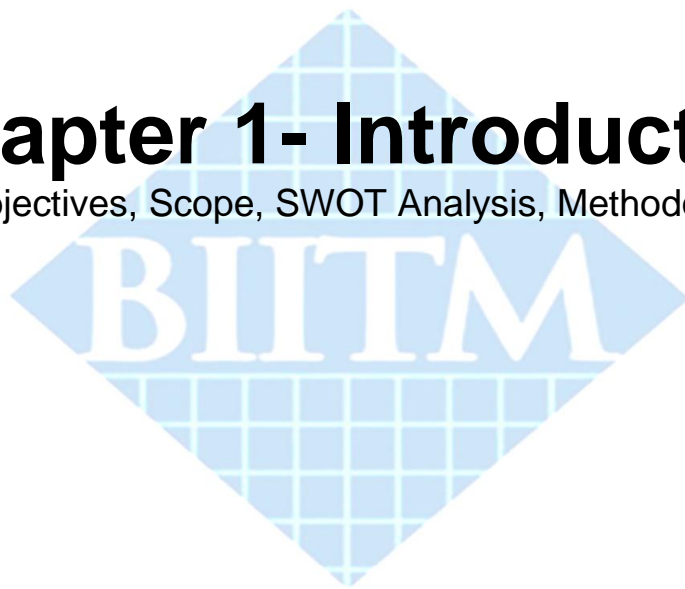 apter 1- Introduct
jectives, Scope, SWOT Analysis, Method
BIITM